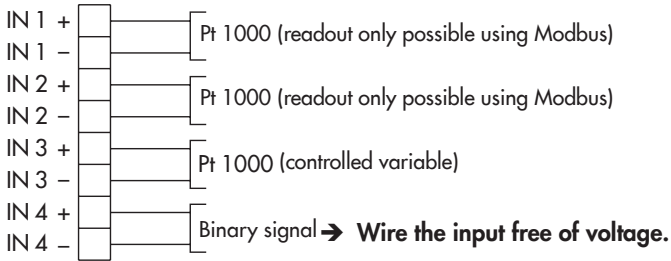 IN 1 +
Pt 1000 (readout only possible using Modbus)
IN 1 –
IN 2 +
Pt 1000 (readout only possible using Modbus)
IN 2 –
IN 3 +
Pt 1000 (controlled variable)
IN 3 –
IN 4 +
Binary signal ➔ Wire the input free of voltage.
IN 4 –